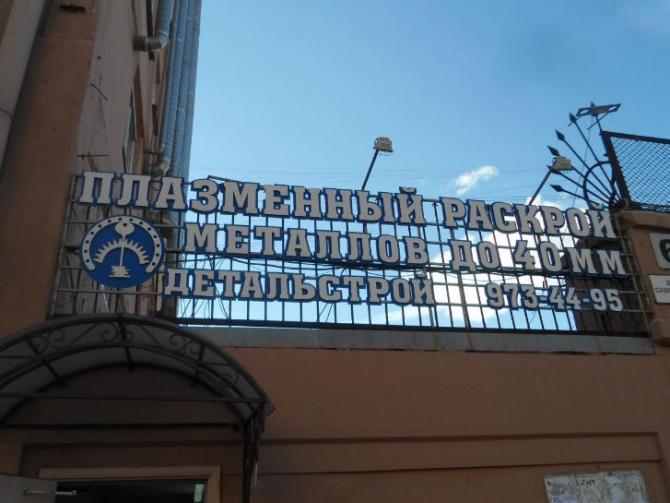 ПЛАЗМЕННЫЙ РАСКРОЙ
МЕТАЛЛОВ ДО 40ММ
ДЕТАЛЬСТРОЙ 973-44-95